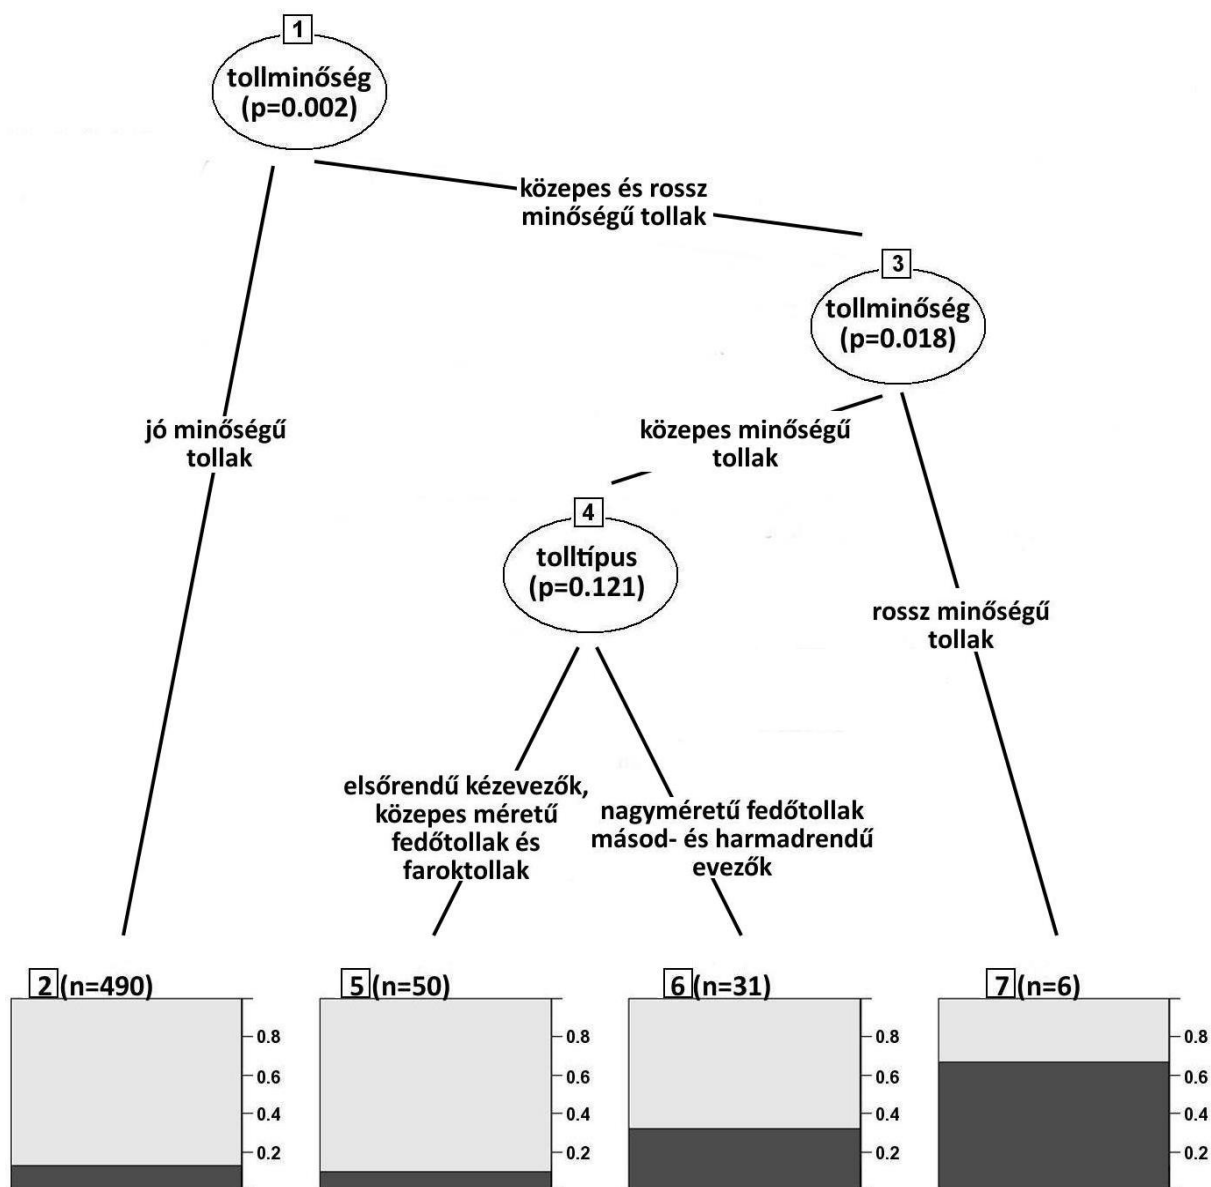 1
tollminőség
(p=0.002)
közepes és rossz
minőségű tollak
3
tollminőség
(p=0.018)
jó minőségű
tollak
közepes minőségű
tollak
4
tolltípus
(p=0.121)
rossz minőségű
tollak
elsőrendű kézevezők,
közepes méretű
fedőtollak és
faroktollak
nagyméretű fedőtollak
másod- és harmadrendű
evezők
2 (n=490)
5 (n=50)
6 (n=31)
7 (n=6)
0.8
0.6
0.4
0.2
0.8
0.6
0.4
0.2
0.8
0.6
0.4
0.2
0.8
0.6
0.4
0.2